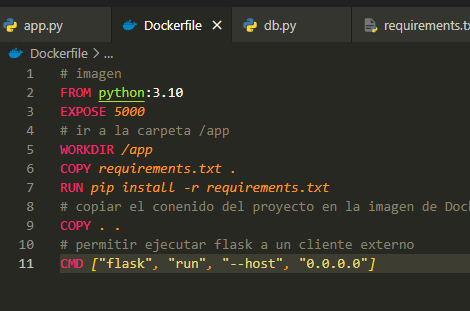 app.py Dockerfile db.py requirements.tx
Dockerfile > ...
1 # imagen
2 FROM python:3.10
3 EXPOSE 5000
4 # ir a la carpeta /app
5 WORKDIR /app
6 COPY requirements.txt .
7 RUN pip install -r requirements.txt
8 # copiar el conenido del proyecto en la imagen de Doc
9 COPY . .
10 # permitir ejecutar flask a un cliente externo
11 CMD ["flask", "run", "--host", "0.0.0.0"]